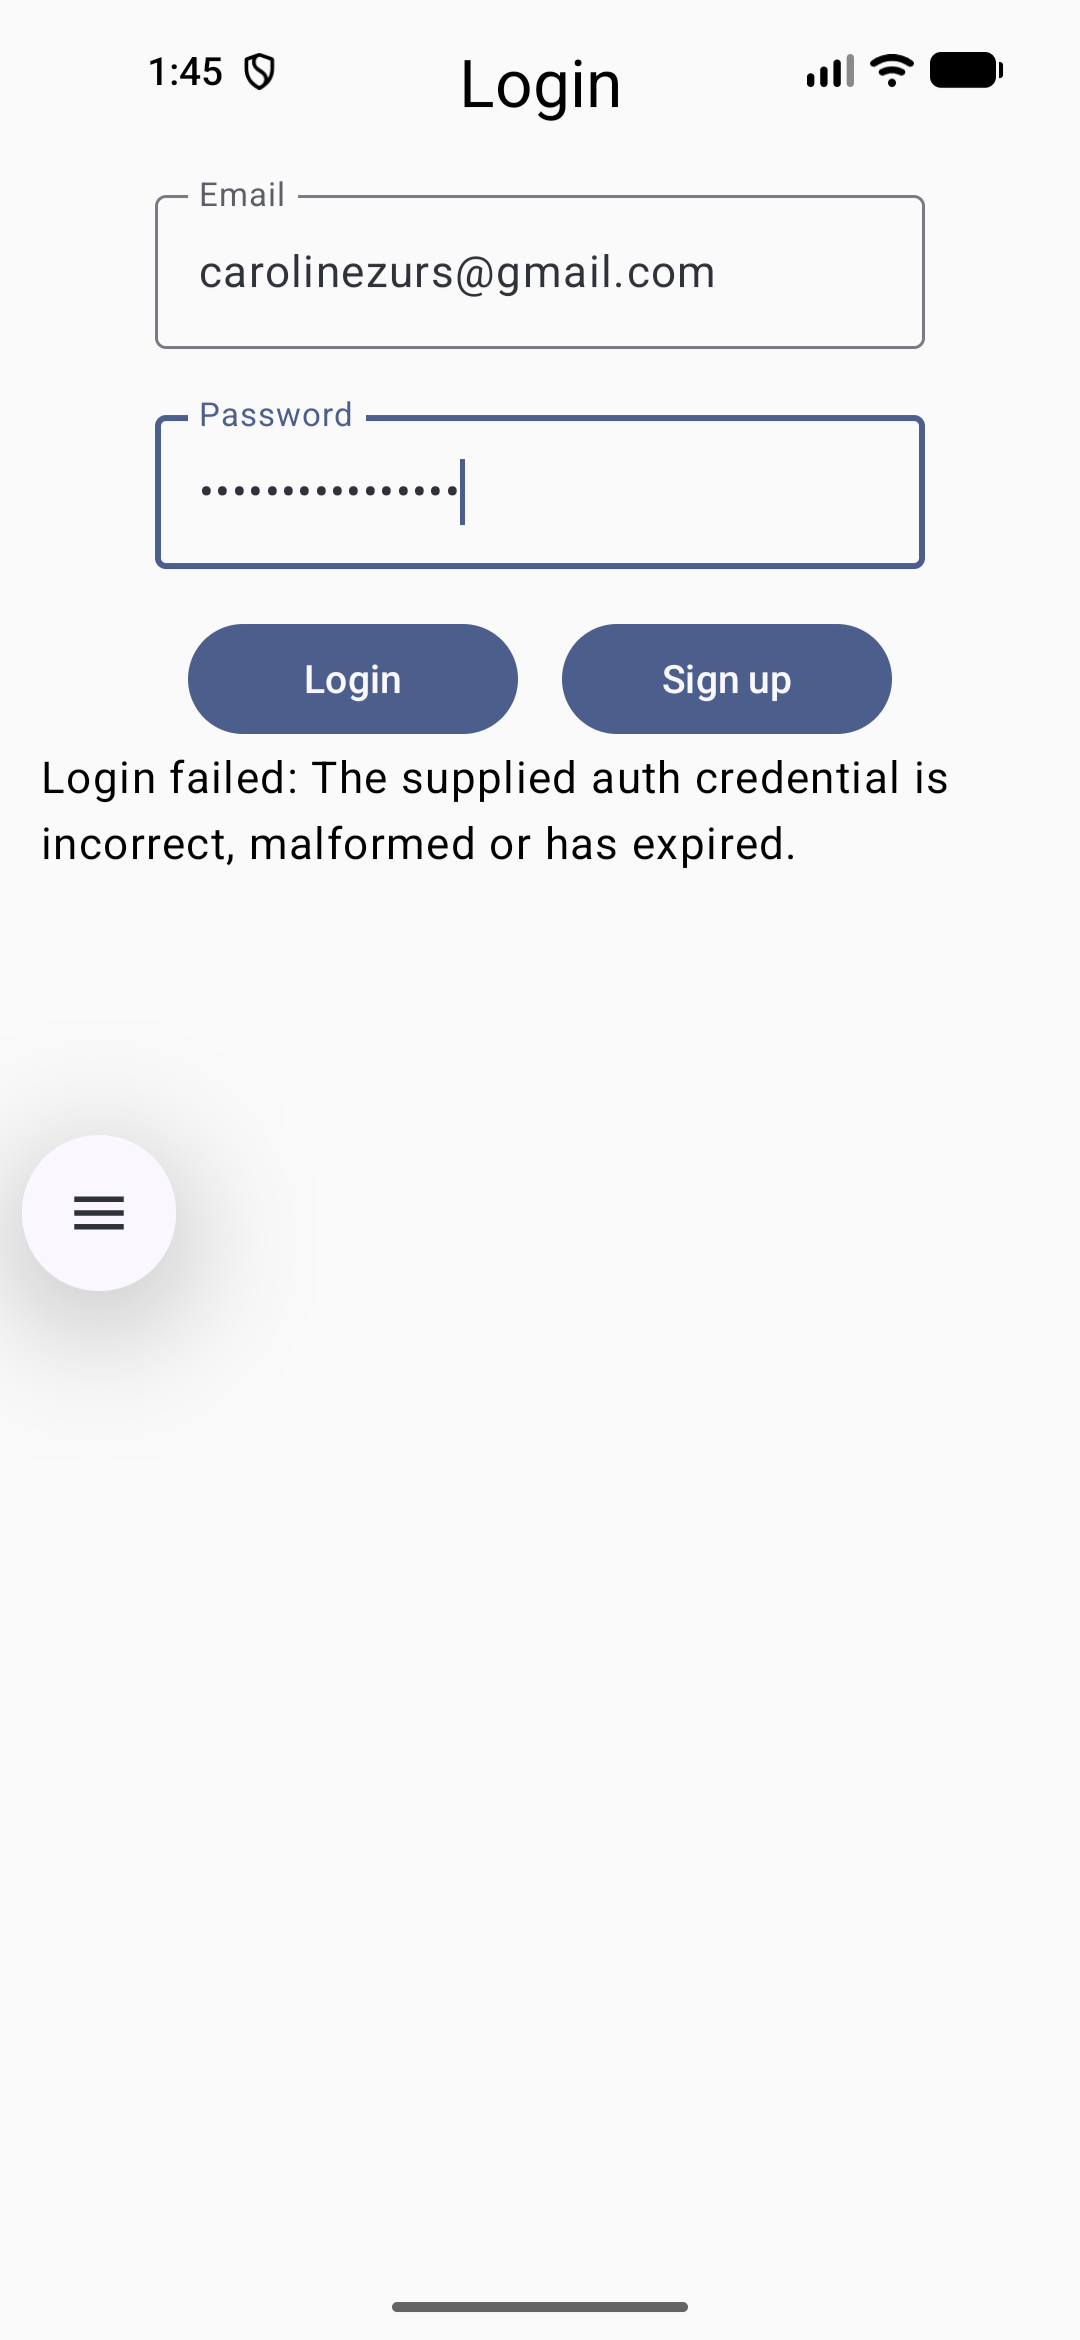 1:45
Login
Email
carolinezurs@gmail.com
Password
••••••••••••••••
Login
Sign up
Login failed: The supplied auth credential is
incorrect, malformed or has expired.